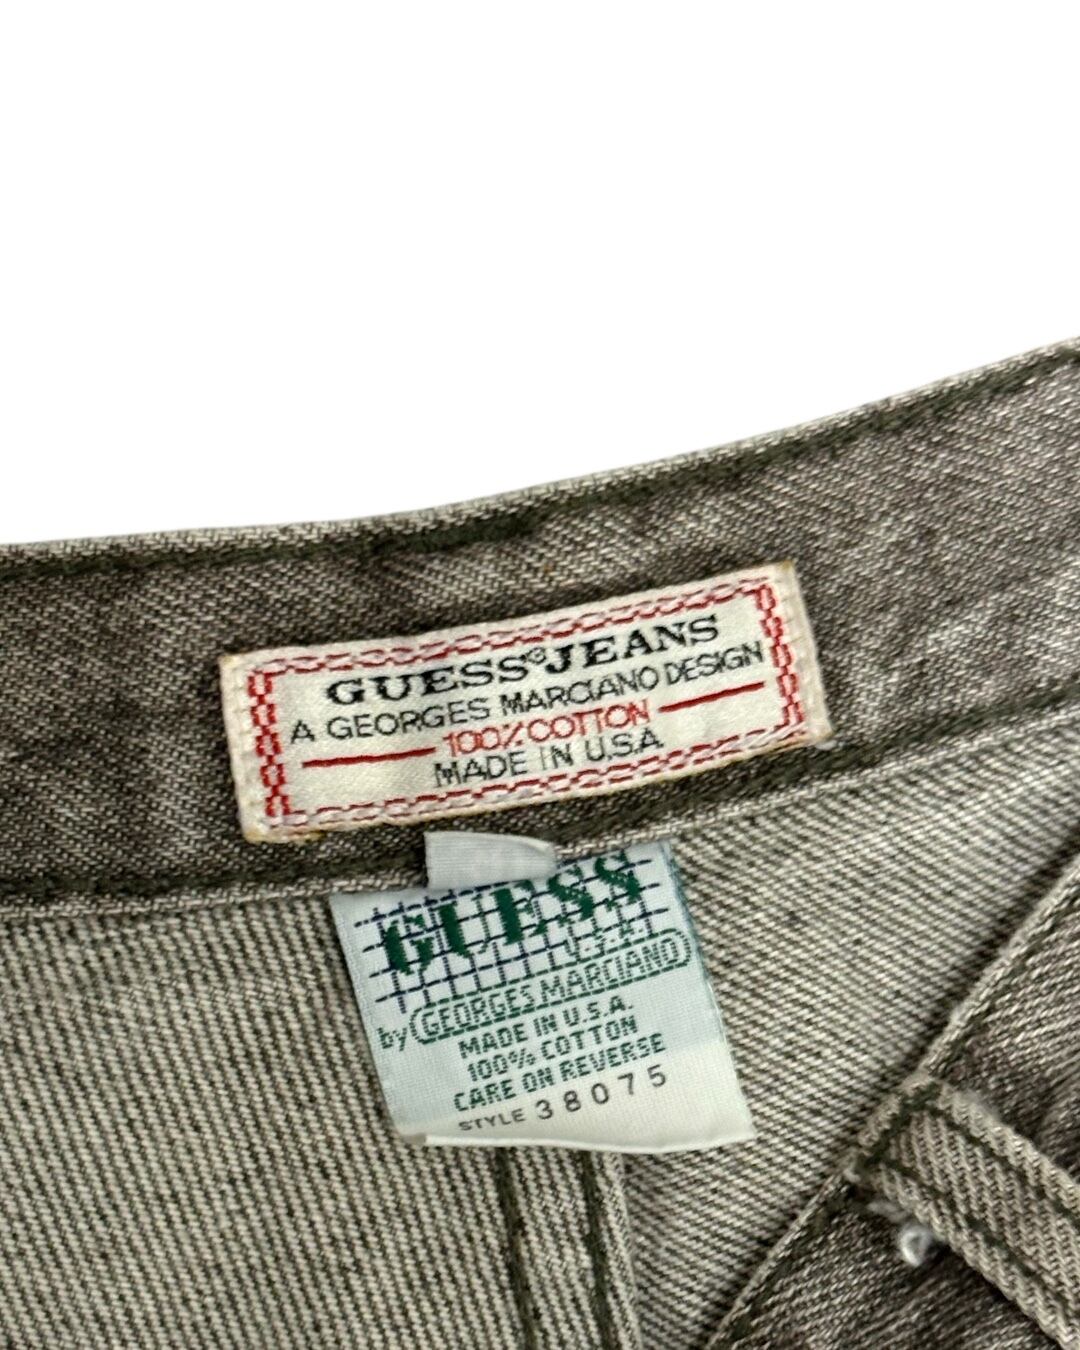 GUESS® JEANS
A GEORGES MARCIANO DESIGN
100% COTTON
MADE IN U.S.A
GUESS
by GEORGES MARCIANO
MADE IN U.S.A.
100% COTTON
CARE ON REVERSE
STYLE 38075